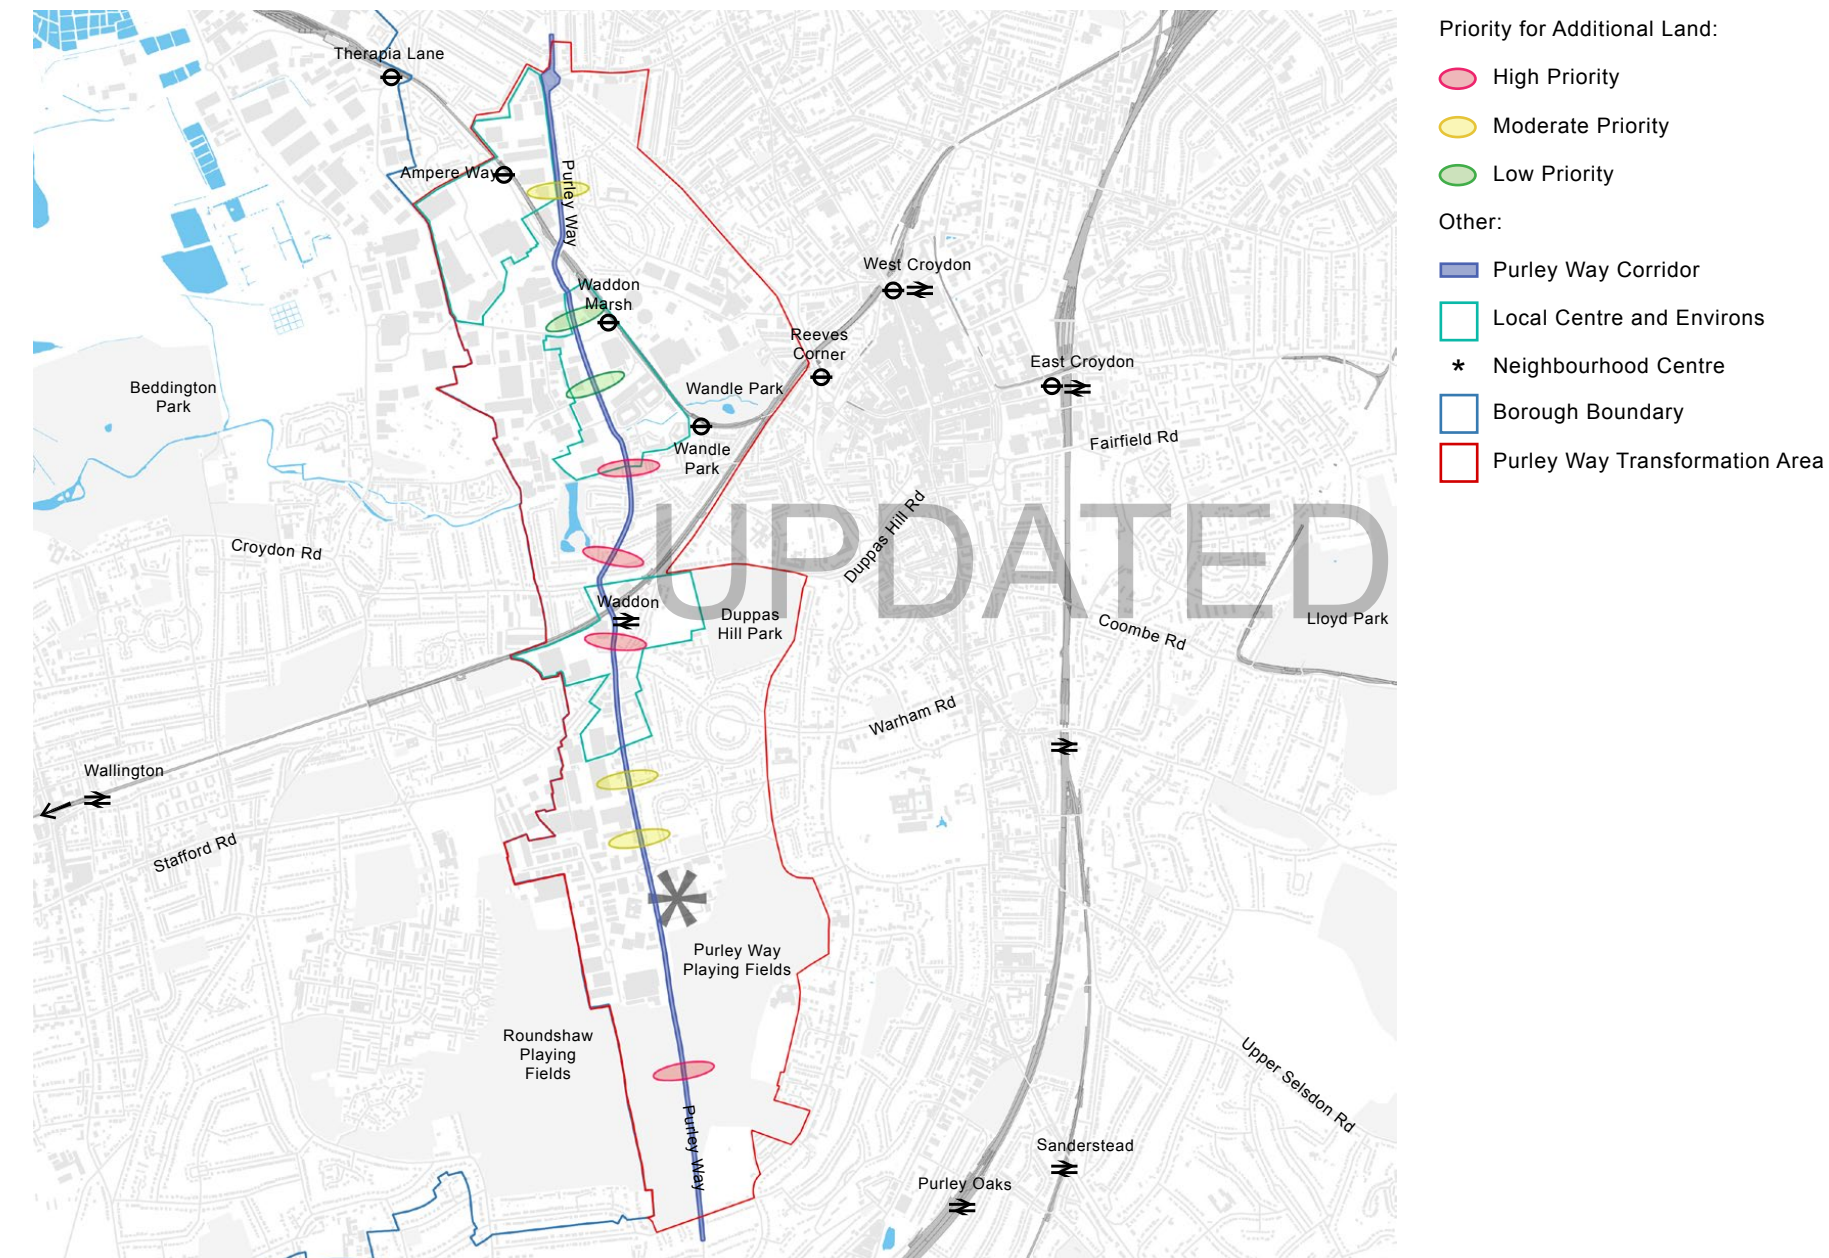 Priority for Additional Land:
High Priority
Moderate Priority
Low Priority
Other:
Purley Way Corridor
Local Centre and Environs
* Neighbourhood Centre
Borough Boundary
Purley Way Transformation Area
Therapia Lane
Ampere Way
Purley Way
Waddon
Marsh
West Croydon
Reeves
Corner
East Croydon
Beddington
Park
Wandle Park
Wandle
Park
Fairfield Rd
Croydon Rd
Duppas Hill Rd
UPDATED
Waddon
Duppas
Hill Park
Coombe Rd
Lloyd Park
Warham Rd
Wallington
Stafford Rd
Purley Way
Playing Fields
Roundshaw
Playing
Fields
Upper Selsdon Rd
Purley Way
Sanderstead
Purley Oaks